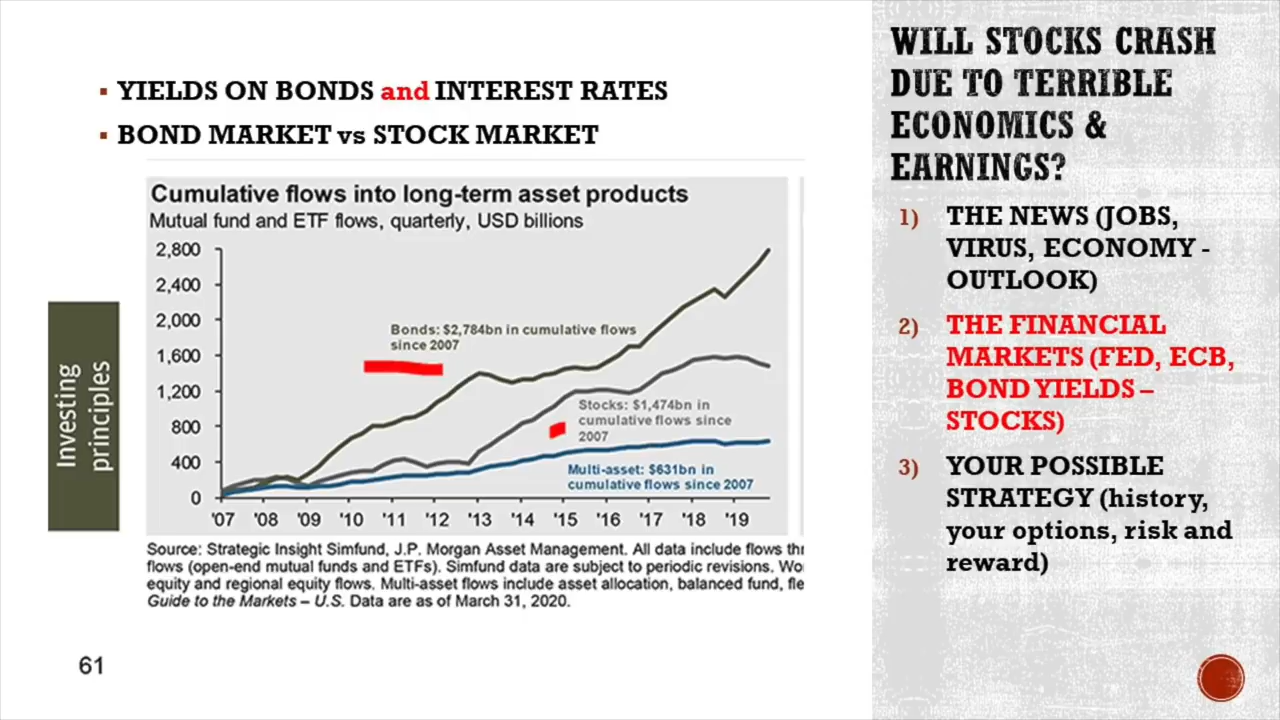 ▪ YIELDS ON BONDS and INTEREST RATES
▪ BOND MARKET vs STOCK MARKET
Investing
principles
Cumulative flows into long-term asset products
Mutual fund and ETF flows, quarterly, USD billions
2,800
2,400
2,000
1,600
1,200
800
400
0
'07 '08 '09 '10 '11 '12 '13 '14 '15 '16 '17 '18 '19
Bonds: $2,784bn in cumulative flows
since 2007
Stocks: $1,474bn in
cumulative flows since
2007
Multi-asset: $631bn in
cumulative flows since 2007
Source: Strategic Insight Simfund, J.P. Morgan Asset Management. All data include flows
flows (open-end mutual funds and ETFs). Simfund data are subject to periodic revisions.
equity and regional equity flows. Multi-asset flows include asset allocation, balanced fund,
Guide to the Markets – U.S. Data are as of March 31, 2020.
61
WILL STOCKS CRASH
DUE TO TERRIBLE
ECONOMICS &
EARNINGS?
1) THE NEWS (JOBS,
VIRUS, ECONOMY -
OUTLOOK)
2) THE FINANCIAL
MARKETS (FED, ECB,
BOND YIELDS –
STOCKS)
3) YOUR POSSIBLE
STRATEGY (history,
your options, risk and
reward)